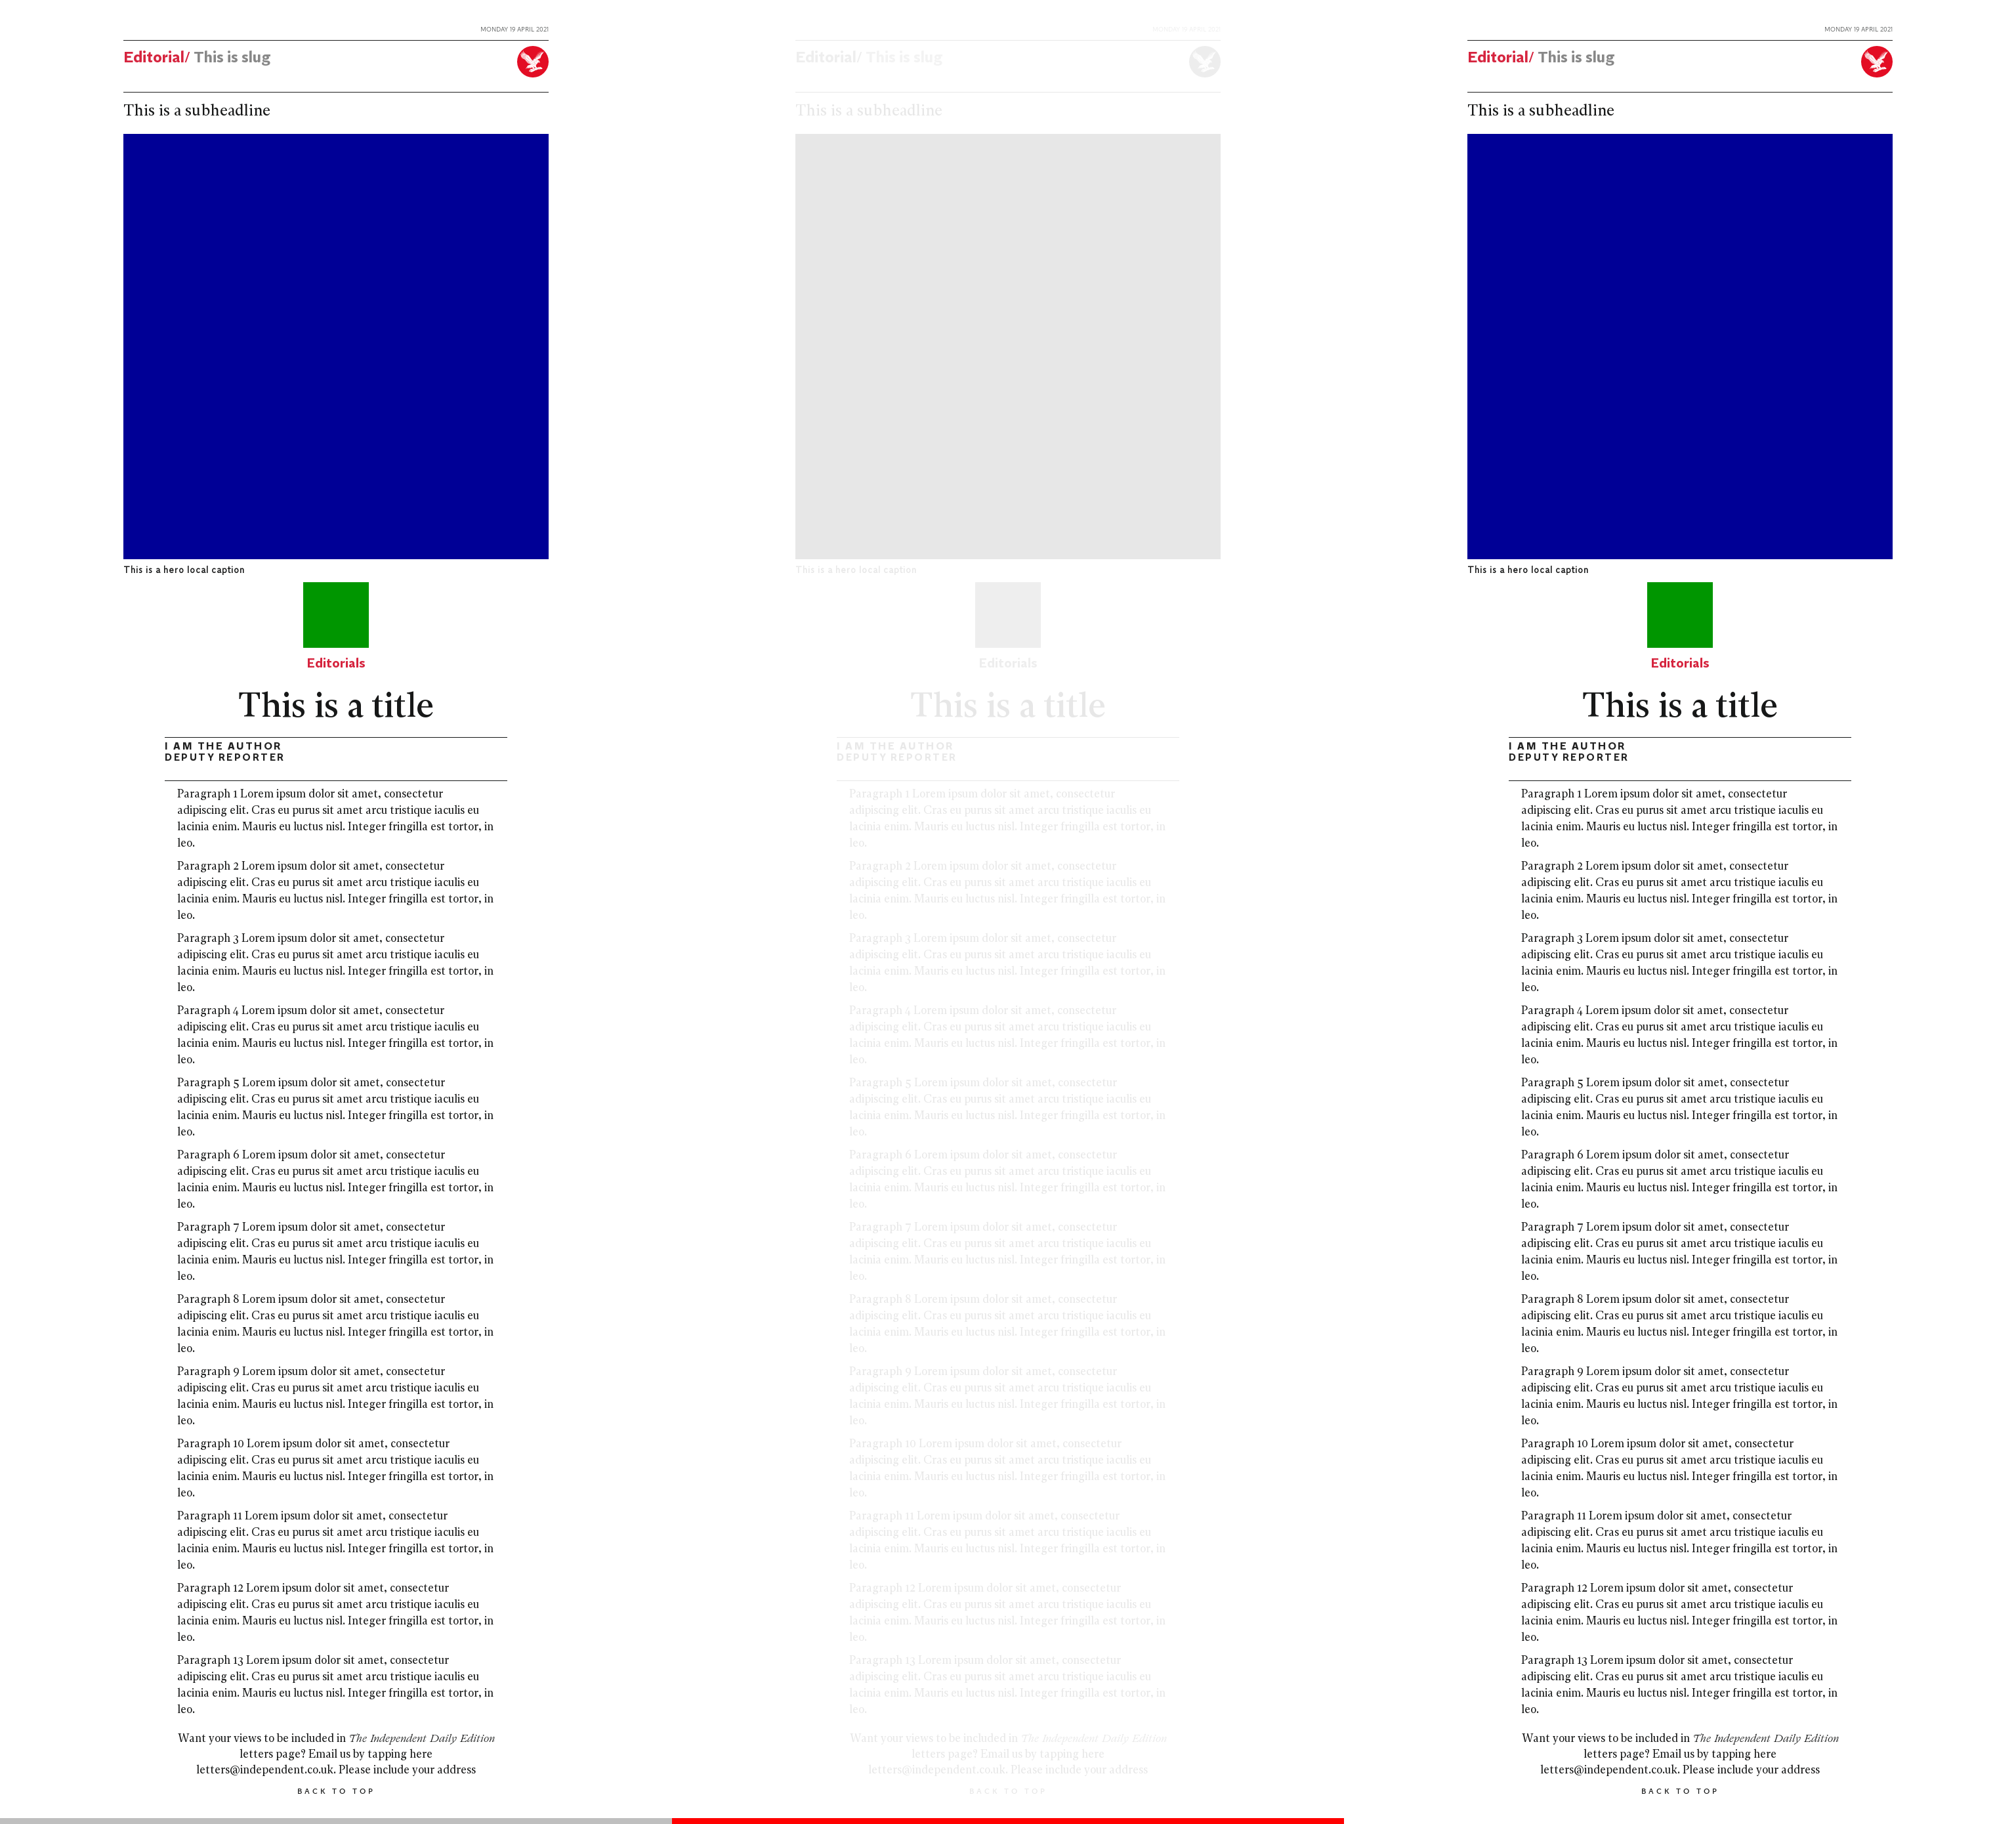 MONDAY 19 APRIL 2021
Editorial/ This is slug
This is a subheadline
This is a hero local caption
Editorials
This is a title
I AM THE AUTHOR
DEPUTY REPORTER
Paragraph 1 Lorem ipsum dolor sit amet, consectetur
adipiscing elit. Cras eu purus sit amet arcu tristique iaculis eu
lacinia enim. Mauris eu luctus nisl. Integer fringilla est tortor, in
leo.
Paragraph 2 Lorem ipsum dolor sit amet, consectetur
adipiscing elit. Cras eu purus sit amet arcu tristique iaculis eu
lacinia enim. Mauris eu luctus nisl. Integer fringilla est tortor, in
leo.
Paragraph 3 Lorem ipsum dolor sit amet, consectetur
adipiscing elit. Cras eu purus sit amet arcu tristique iaculis eu
lacinia enim. Mauris eu luctus nisl. Integer fringilla est tortor, in
leo.
Paragraph 4 Lorem ipsum dolor sit amet, consectetur
adipiscing elit. Cras eu purus sit amet arcu tristique iaculis eu
lacinia enim. Mauris eu luctus nisl. Integer fringilla est tortor, in
leo.
Paragraph 5 Lorem ipsum dolor sit amet, consectetur
adipiscing elit. Cras eu purus sit amet arcu tristique iaculis eu
lacinia enim. Mauris eu luctus nisl. Integer fringilla est tortor, in
leo.
Paragraph 6 Lorem ipsum dolor sit amet, consectetur
adipiscing elit. Cras eu purus sit amet arcu tristique iaculis eu
lacinia enim. Mauris eu luctus nisl. Integer fringilla est tortor, in
leo.
Paragraph 7 Lorem ipsum dolor sit amet, consectetur
adipiscing elit. Cras eu purus sit amet arcu tristique iaculis eu
lacinia enim. Mauris eu luctus nisl. Integer fringilla est tortor, in
leo.
Paragraph 8 Lorem ipsum dolor sit amet, consectetur
adipiscing elit. Cras eu purus sit amet arcu tristique iaculis eu
lacinia enim. Mauris eu luctus nisl. Integer fringilla est tortor, in
leo.
Paragraph 9 Lorem ipsum dolor sit amet, consectetur
adipiscing elit. Cras eu purus sit amet arcu tristique iaculis eu
lacinia enim. Mauris eu luctus nisl. Integer fringilla est tortor, in
leo.
Paragraph 10 Lorem ipsum dolor sit amet, consectetur
adipiscing elit. Cras eu purus sit amet arcu tristique iaculis eu
lacinia enim. Mauris eu luctus nisl. Integer fringilla est tortor, in
leo.
Paragraph 11 Lorem ipsum dolor sit amet, consectetur
adipiscing elit. Cras eu purus sit amet arcu tristique iaculis eu
lacinia enim. Mauris eu luctus nisl. Integer fringilla est tortor, in
leo.
Paragraph 12 Lorem ipsum dolor sit amet, consectetur
adipiscing elit. Cras eu purus sit amet arcu tristique iaculis eu
lacinia enim. Mauris eu luctus nisl. Integer fringilla est tortor, in
leo.
Paragraph 13 Lorem ipsum dolor sit amet, consectetur
adipiscing elit. Cras eu purus sit amet arcu tristique iaculis eu
lacinia enim. Mauris eu luctus nisl. Integer fringilla est tortor, in
leo.
Want your views to be included in The Independent Daily Edition
letters page? Email us by tapping here
letters@independent.co.uk. Please include your address
BACK TO TOP
MONDAY 19 APRIL 2021
Editorial/ This is slug
This is a subheadline
This is a hero local caption
Editorials
This is a title
I AM THE AUTHOR
DEPUTY REPORTER
Paragraph 1 Lorem ipsum dolor sit amet, consectetur
adipiscing elit. Cras eu purus sit amet arcu tristique iaculis eu
lacinia enim. Mauris eu luctus nisl. Integer fringilla est tortor, in
leo.
Paragraph 2 Lorem ipsum dolor sit amet, consectetur
adipiscing elit. Cras eu purus sit amet arcu tristique iaculis eu
lacinia enim. Mauris eu luctus nisl. Integer fringilla est tortor, in
leo.
Paragraph 3 Lorem ipsum dolor sit amet, consectetur
adipiscing elit. Cras eu purus sit amet arcu tristique iaculis eu
lacinia enim. Mauris eu luctus nisl. Integer fringilla est tortor, in
leo.
Paragraph 4 Lorem ipsum dolor sit amet, consectetur
adipiscing elit. Cras eu purus sit amet arcu tristique iaculis eu
lacinia enim. Mauris eu luctus nisl. Integer fringilla est tortor, in
leo.
Paragraph 5 Lorem ipsum dolor sit amet, consectetur
adipiscing elit. Cras eu purus sit amet arcu tristique iaculis eu
lacinia enim. Mauris eu luctus nisl. Integer fringilla est tortor, in
leo.
Paragraph 6 Lorem ipsum dolor sit amet, consectetur
adipiscing elit. Cras eu purus sit amet arcu tristique iaculis eu
lacinia enim. Mauris eu luctus nisl. Integer fringilla est tortor, in
leo.
Paragraph 7 Lorem ipsum dolor sit amet, consectetur
adipiscing elit. Cras eu purus sit amet arcu tristique iaculis eu
lacinia enim. Mauris eu luctus nisl. Integer fringilla est tortor, in
leo.
Paragraph 8 Lorem ipsum dolor sit amet, consectetur
adipiscing elit. Cras eu purus sit amet arcu tristique iaculis eu
lacinia enim. Mauris eu luctus nisl. Integer fringilla est tortor, in
leo.
Paragraph 9 Lorem ipsum dolor sit amet, consectetur
adipiscing elit. Cras eu purus sit amet arcu tristique iaculis eu
lacinia enim. Mauris eu luctus nisl. Integer fringilla est tortor, in
leo.
Paragraph 10 Lorem ipsum dolor sit amet, consectetur
adipiscing elit. Cras eu purus sit amet arcu tristique iaculis eu
lacinia enim. Mauris eu luctus nisl. Integer fringilla est tortor, in
leo.
Paragraph 11 Lorem ipsum dolor sit amet, consectetur
adipiscing elit. Cras eu purus sit amet arcu tristique iaculis eu
lacinia enim. Mauris eu luctus nisl. Integer fringilla est tortor, in
leo.
Paragraph 12 Lorem ipsum dolor sit amet, consectetur
adipiscing elit. Cras eu purus sit amet arcu tristique iaculis eu
lacinia enim. Mauris eu luctus nisl. Integer fringilla est tortor, in
leo.
Paragraph 13 Lorem ipsum dolor sit amet, consectetur
adipiscing elit. Cras eu purus sit amet arcu tristique iaculis eu
lacinia enim. Mauris eu luctus nisl. Integer fringilla est tortor, in
leo.
Want your views to be included in The Independent Daily Edition
letters page? Email us by tapping here
letters@independent.co.uk. Please include your address
BACK TO TOP
MONDAY 19 APRIL 2021
Editorial/ This is slug
This is a subheadline
This is a hero local caption
Editorials
This is a title
I AM THE AUTHOR
DEPUTY REPORTER
Paragraph 1 Lorem ipsum dolor sit amet, consectetur
adipiscing elit. Cras eu purus sit amet arcu tristique iaculis eu
lacinia enim. Mauris eu luctus nisl. Integer fringilla est tortor, in
leo.
Paragraph 2 Lorem ipsum dolor sit amet, consectetur
adipiscing elit. Cras eu purus sit amet arcu tristique iaculis eu
lacinia enim. Mauris eu luctus nisl. Integer fringilla est tortor, in
leo.
Paragraph 3 Lorem ipsum dolor sit amet, consectetur
adipiscing elit. Cras eu purus sit amet arcu tristique iaculis eu
lacinia enim. Mauris eu luctus nisl. Integer fringilla est tortor, in
leo.
Paragraph 4 Lorem ipsum dolor sit amet, consectetur
adipiscing elit. Cras eu purus sit amet arcu tristique iaculis eu
lacinia enim. Mauris eu luctus nisl. Integer fringilla est tortor, in
leo.
Paragraph 5 Lorem ipsum dolor sit amet, consectetur
adipiscing elit. Cras eu purus sit amet arcu tristique iaculis eu
lacinia enim. Mauris eu luctus nisl. Integer fringilla est tortor, in
leo.
Paragraph 6 Lorem ipsum dolor sit amet, consectetur
adipiscing elit. Cras eu purus sit amet arcu tristique iaculis eu
lacinia enim. Mauris eu luctus nisl. Integer fringilla est tortor, in
leo.
Paragraph 7 Lorem ipsum dolor sit amet, consectetur
adipiscing elit. Cras eu purus sit amet arcu tristique iaculis eu
lacinia enim. Mauris eu luctus nisl. Integer fringilla est tortor, in
leo.
Paragraph 8 Lorem ipsum dolor sit amet, consectetur
adipiscing elit. Cras eu purus sit amet arcu tristique iaculis eu
lacinia enim. Mauris eu luctus nisl. Integer fringilla est tortor, in
leo.
Paragraph 9 Lorem ipsum dolor sit amet, consectetur
adipiscing elit. Cras eu purus sit amet arcu tristique iaculis eu
lacinia enim. Mauris eu luctus nisl. Integer fringilla est tortor, in
leo.
Paragraph 10 Lorem ipsum dolor sit amet, consectetur
adipiscing elit. Cras eu purus sit amet arcu tristique iaculis eu
lacinia enim. Mauris eu luctus nisl. Integer fringilla est tortor, in
leo.
Paragraph 11 Lorem ipsum dolor sit amet, consectetur
adipiscing elit. Cras eu purus sit amet arcu tristique iaculis eu
lacinia enim. Mauris eu luctus nisl. Integer fringilla est tortor, in
leo.
Paragraph 12 Lorem ipsum dolor sit amet, consectetur
adipiscing elit. Cras eu purus sit amet arcu tristique iaculis eu
lacinia enim. Mauris eu luctus nisl. Integer fringilla est tortor, in
leo.
Paragraph 13 Lorem ipsum dolor sit amet, consectetur
adipiscing elit. Cras eu purus sit amet arcu tristique iaculis eu
lacinia enim. Mauris eu luctus nisl. Integer fringilla est tortor, in
leo.
Want your views to be included in The Independent Daily Edition
letters page? Email us by tapping here
letters@independent.co.uk. Please include your address
BACK TO TOP